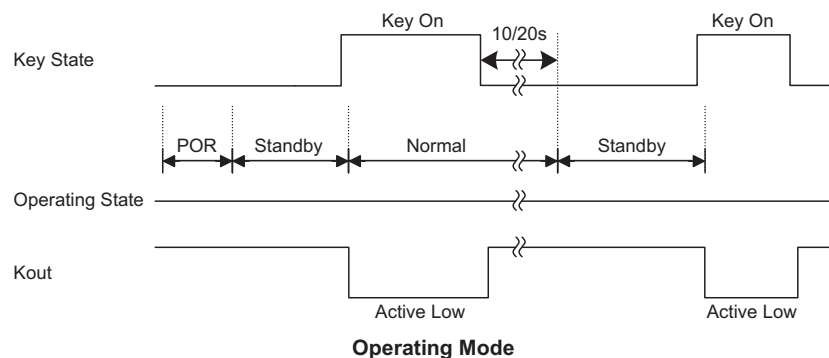 Key On
Key On
10/20s
Key State
POR
Standby
Normal
Standby
Operating State
Kout
Active Low
Active Low
Operating Mode